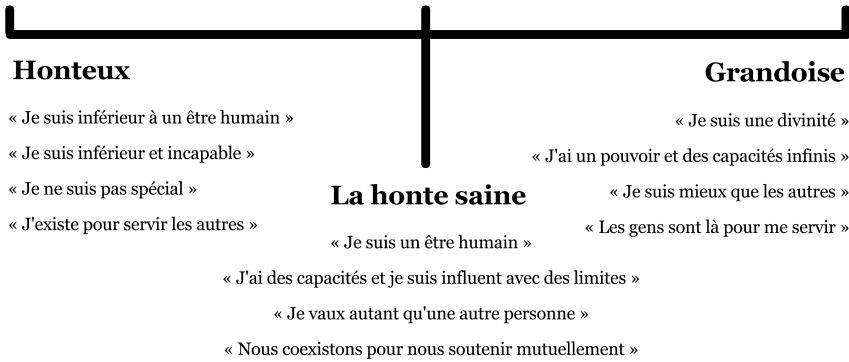 Honteux
« Je suis inférieur à un être humain »
« Je suis inférieur et incapable »
« Je ne suis pas spécial »
« J'existe pour servir les autres »
La honte saine
« Je suis un être humain »
« J'ai des capacités et je suis influent avec des limites »
« Je vaux autant qu'une autre personne »
« Nous coexistons pour nous soutenir mutuellement »
Grandoise
« Je suis une divinité »
« J'ai un pouvoir et des capacités infinis »
« Je suis mieux que les autres »
« Les gens sont là pour me servir »